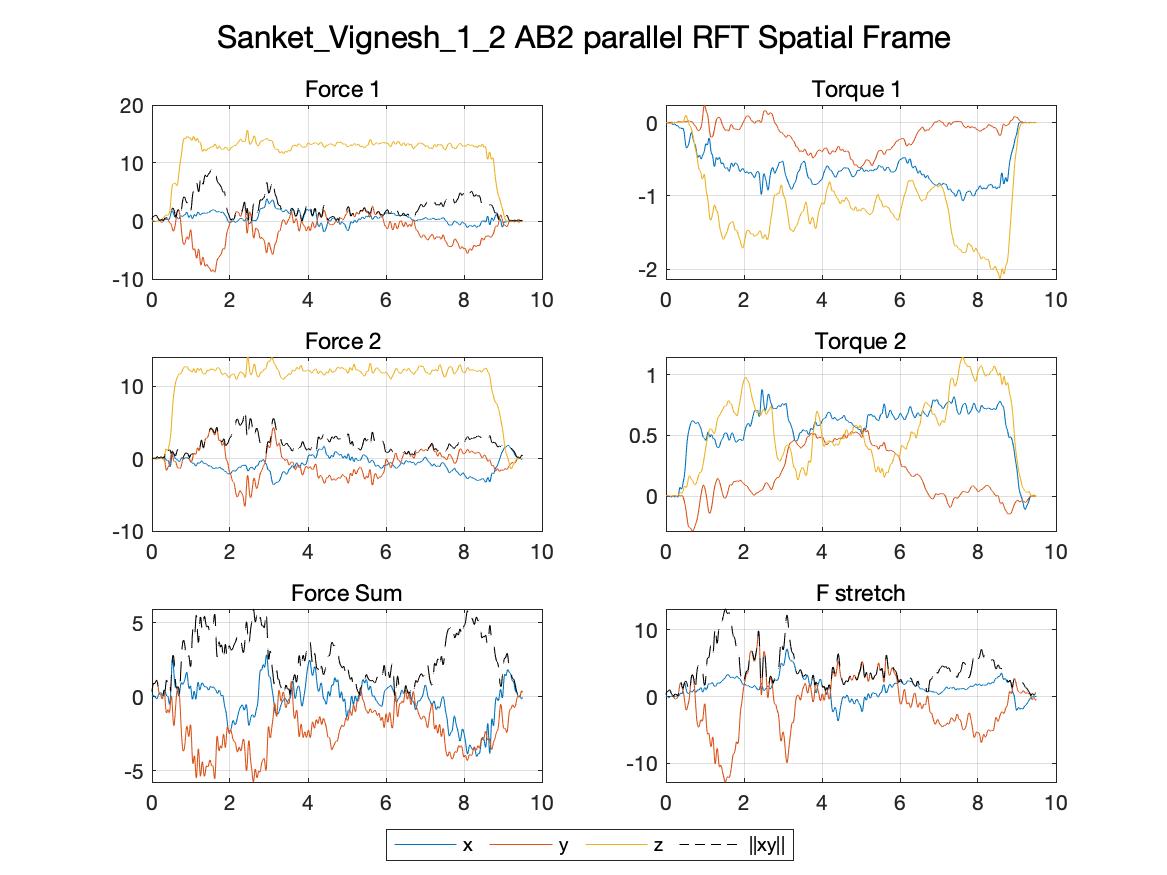 Sanket_Vignesh_1_2 AB2 parallel RFT Spatial Frame
Force 1
20
10
0
-10
0 2 4 6 8 10
Torque 1
0
-1
-2
0 2 4 6 8 10
Force 2
10
0
-10
0 2 4 6 8 10
Torque 2
1
0.5
0
0 2 4 6 8 10
Force Sum
5
0
-5
0 2 4 6 8 10
F stretch
10
0
-10
0 2 4 6 8 10
x y z ||xy||